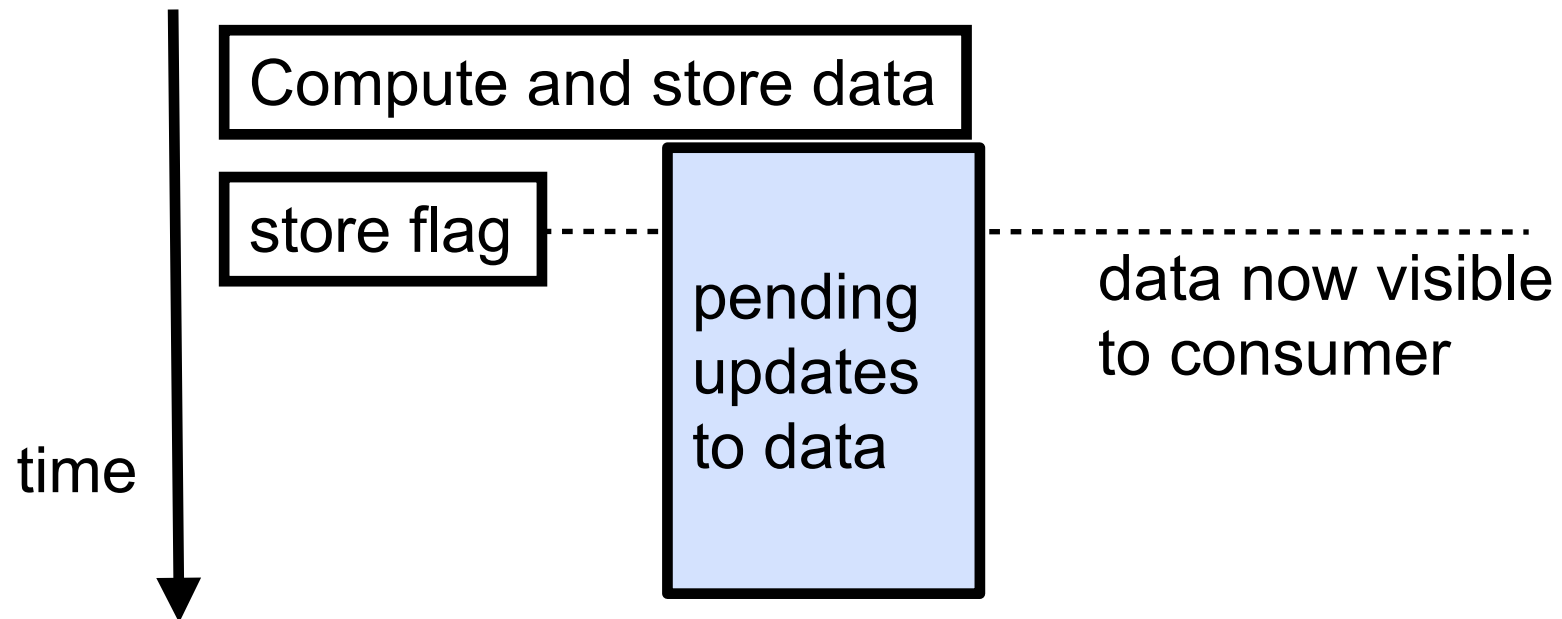 Compute and store data
store flag
pending
updates
to data
data now visible
to consumer
time